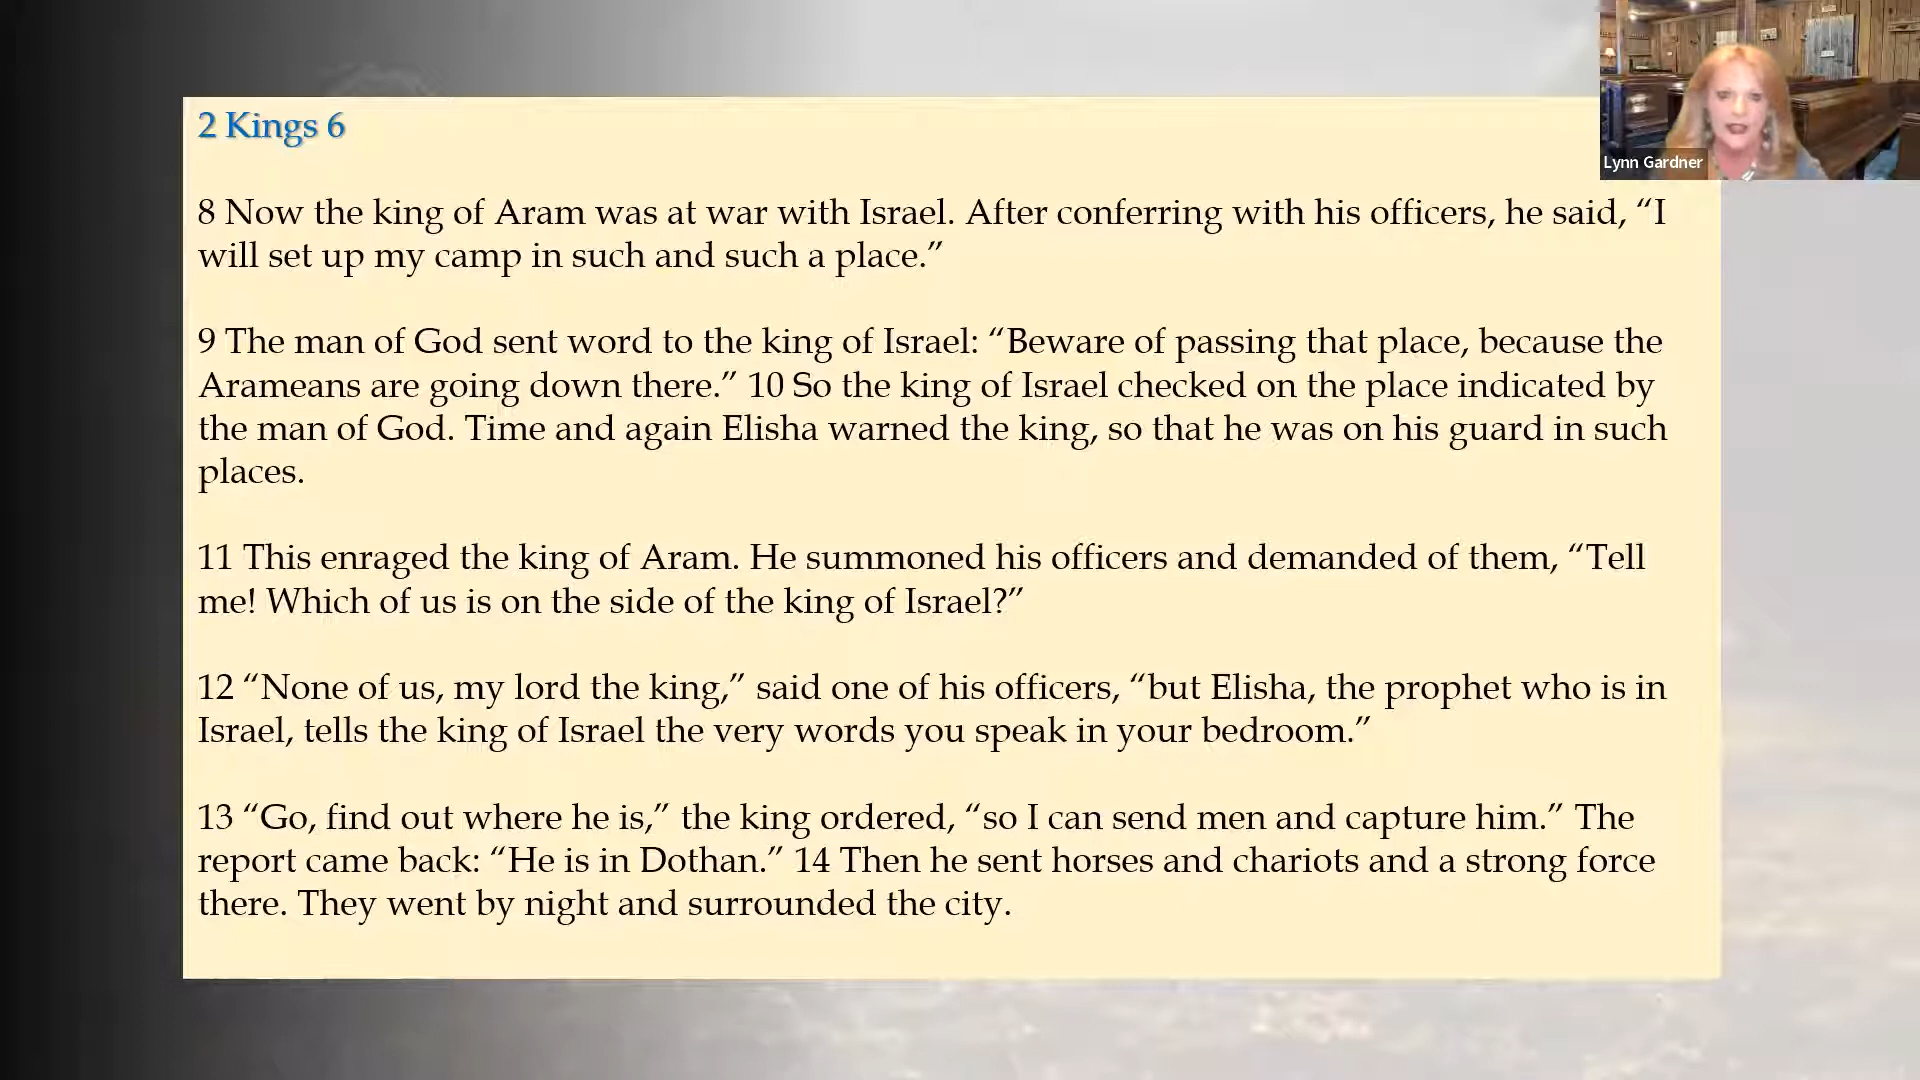 2 Kings 6
8 Now the king of Aram was at war with Israel. After conferring with his officers, he said, “I
will set up my camp in such and such a place.”
9 The man of God sent word to the king of Israel: “Beware of passing that place, because the
Arameans are going down there.” 10 So the king of Israel checked on the place indicated by
the man of God. Time and again Elisha warned the king, so that he was on his guard in such
places.
11 This enraged the king of Aram. He summoned his officers and demanded of them, “Tell
me! Which of us is on the side of the king of Israel?”
12 “None of us, my lord the king,” said one of his officers, “but Elisha, the prophet who is in
Israel, tells the king of Israel the very words you speak in your bedroom.”
13 “Go, find out where he is,” the king ordered, “so I can send men and capture him.” The
report came back: “He is in Dothan.” 14 Then he sent horses and chariots and a strong force
there. They went by night and surrounded the city.
Lynn Gardner